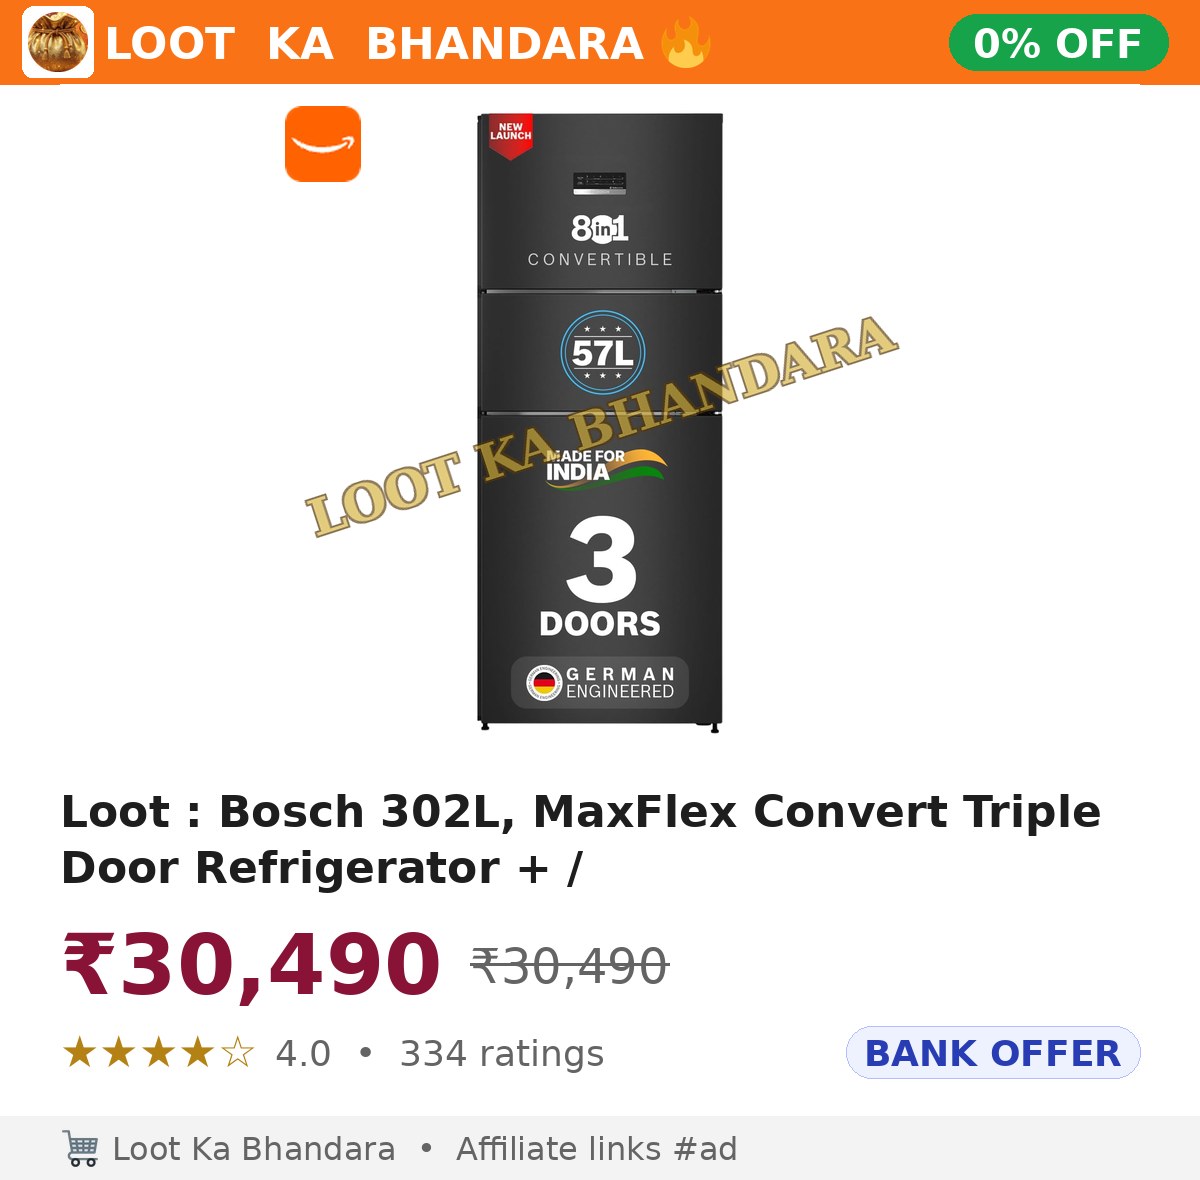 LOOT KA BHANDARA 🔥
0% OFF
NEW
LAUNCH
8in1
CONVERTIBLE
57L
LOOT KA BHANDARA
MADE FOR
INDIA
3
DOORS
GERMAN
ENGINEERED
Loot : Bosch 302L, MaxFlex Convert Triple
Door Refrigerator + /
₹30,490 ₹30,490
★★★★☆ 4.0 • 334 ratings
BANK OFFER
🛒 Loot Ka Bhandara • Affiliate links #ad